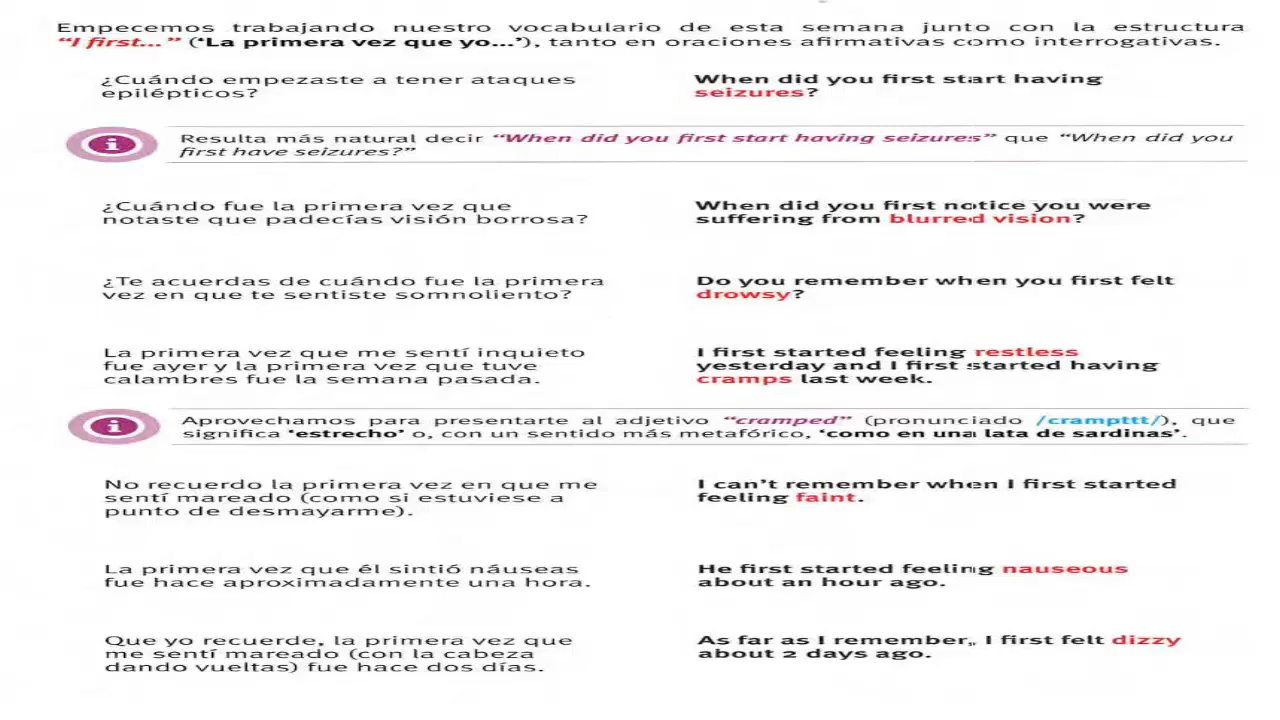 Empecemos trabajando nuestro vocabulario de esta semana junto con la estructura
“I first...” (‘La primera vez que yo...’), tanto en oraciones afirmativas como interrogativas.
¿Cuándo empezaste a tener ataques
epilépticos?
When did you first start having
seizures?
Resulta más natural decir “When did you first start having seizures” que “When did you
first have seizures?”
¿Cuándo fue la primera vez que
notaste que padecías visión borrosa?
When did you first notice you were
suffering from blurred vision?
¿Te acuerdas de cuándo fue la primera
vez en que te sentiste somnoliento?
Do you remember when you first felt
drowsy?
La primera vez que me sentí inquieto
fue ayer y la primera vez que tuve
calambres fue la semana pasada.
I first started feeling restless
yesterday and I first started having
cramps last week.
Aprovechamos para presentarte al adjetivo “cramped” (pronunciado /crampttt/), que
significa ‘estrecho’ o, con un sentido más metafórico, ‘como en una lata de sardinas’.
No recuerdo la primera vez en que me
sentí mareado (como si estuviese a
punto de desmayarme).
I can’t remember when I first started
feeling faint.
La primera vez que él sintió náuseas
fue hace aproximadamente una hora.
He first started feeling nauseous
about an hour ago.
Que yo recuerde, la primera vez que
me sentí mareado (con la cabeza
dando vueltas) fue hace dos días.
As far as I remember, I first felt dizzy
about 2 days ago.